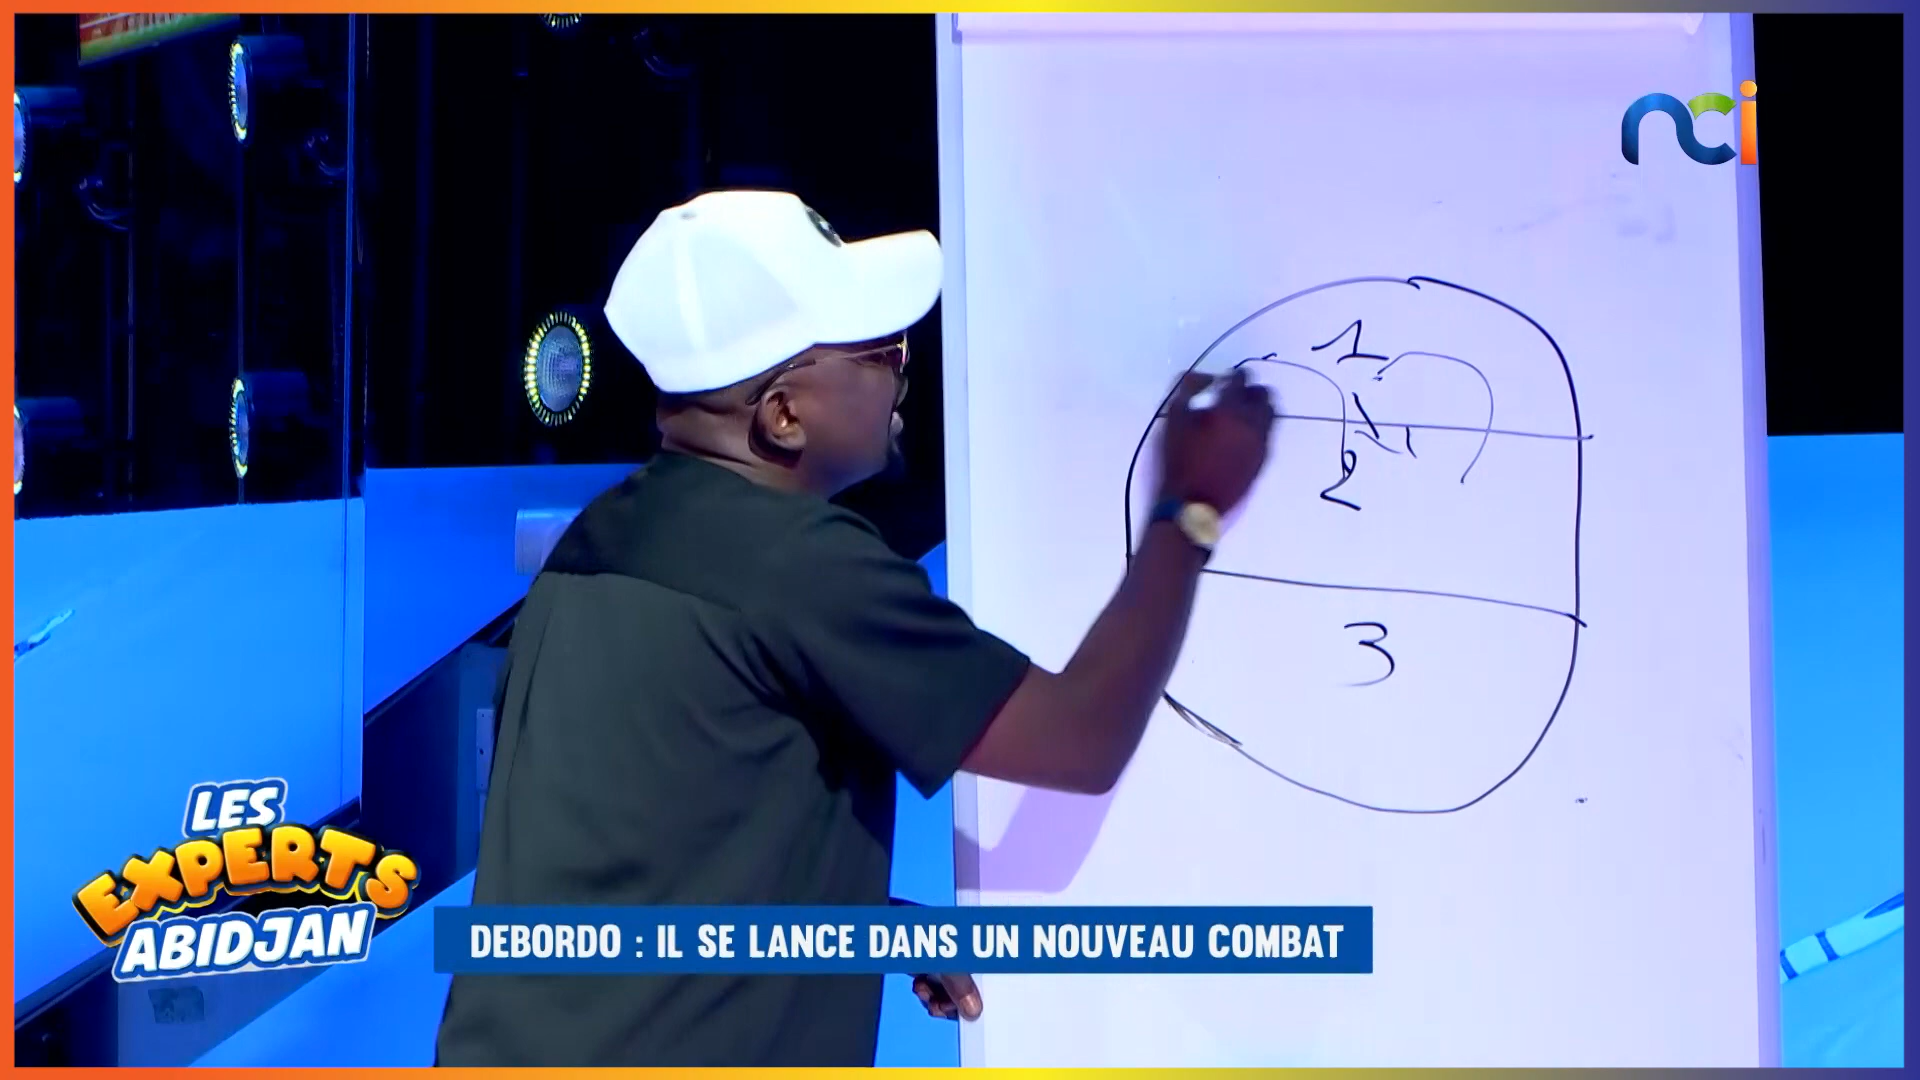 nci
1
2
3
LES
EXPERTS
ABIDJAN
DEBORDO : IL SE LANCE DANS UN NOUVEAU COMBAT